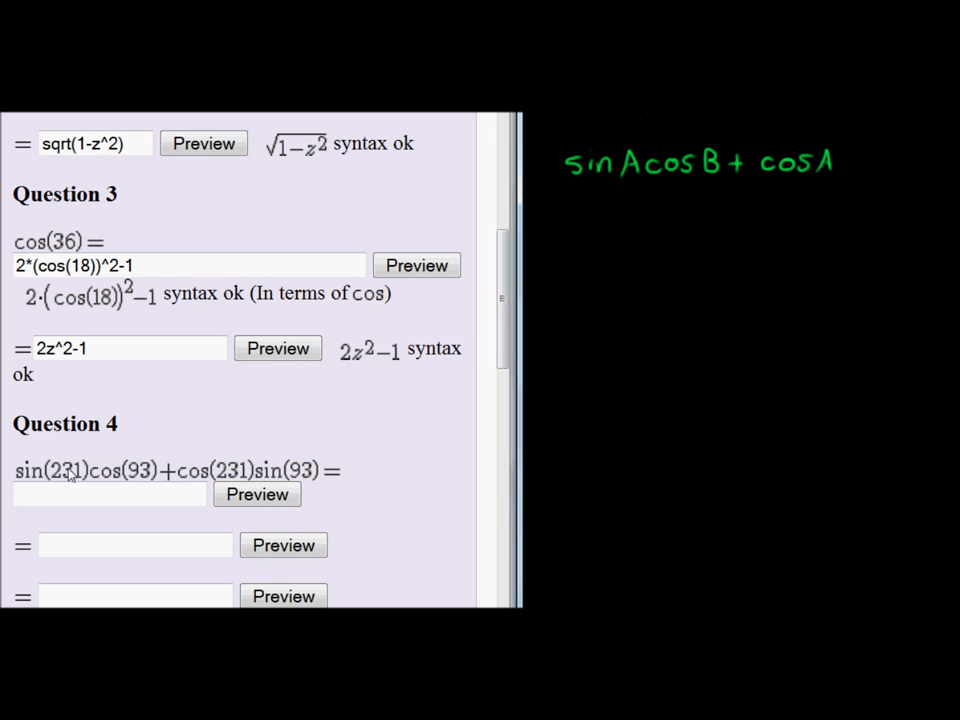 = sqrt(1-z^2) Preview √1−z² syntax ok
Question 3
cos(36)=
2*(cos(18))^2-1 Preview
2·(cos(18))²−1 syntax ok (In terms of cos)
= 2z^2-1 Preview 2z²−1 syntax
ok
Question 4
sin(231)cos(93)+cos(231)sin(93)=
Preview
= Preview
= Preview
sin A cos B + cos A